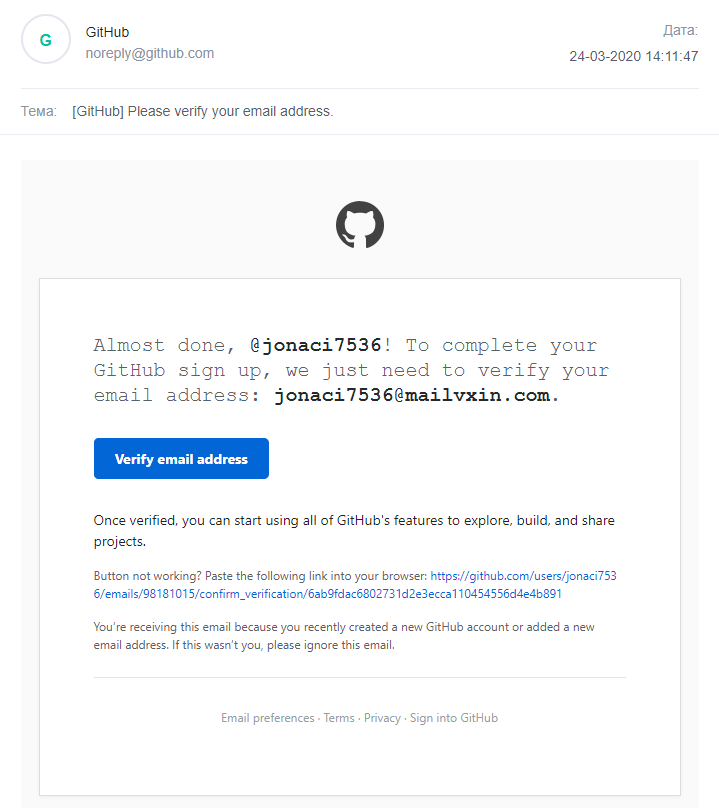 G
GitHub
noreply@github.com
Дата:
24-03-2020 14:11:47
Тема: [GitHub] Please verify your email address.
Almost done, @jonaci7536! To complete your
GitHub sign up, we just need to verify your
email address: jonaci7536@mailvxin.com.
Verify email address
Once verified, you can start using all of GitHub's features to explore, build, and share
projects.
Button not working? Paste the following link into your browser: https://github.com/users/jonaci753
6/emails/98181015/confirm_verification/6ab9fdac6802731d2e3ecca110454556d4e4b891
You’re receiving this email because you recently created a new GitHub account or added a new
email address. If this wasn’t you, please ignore this email.
Email preferences · Terms · Privacy · Sign into GitHub